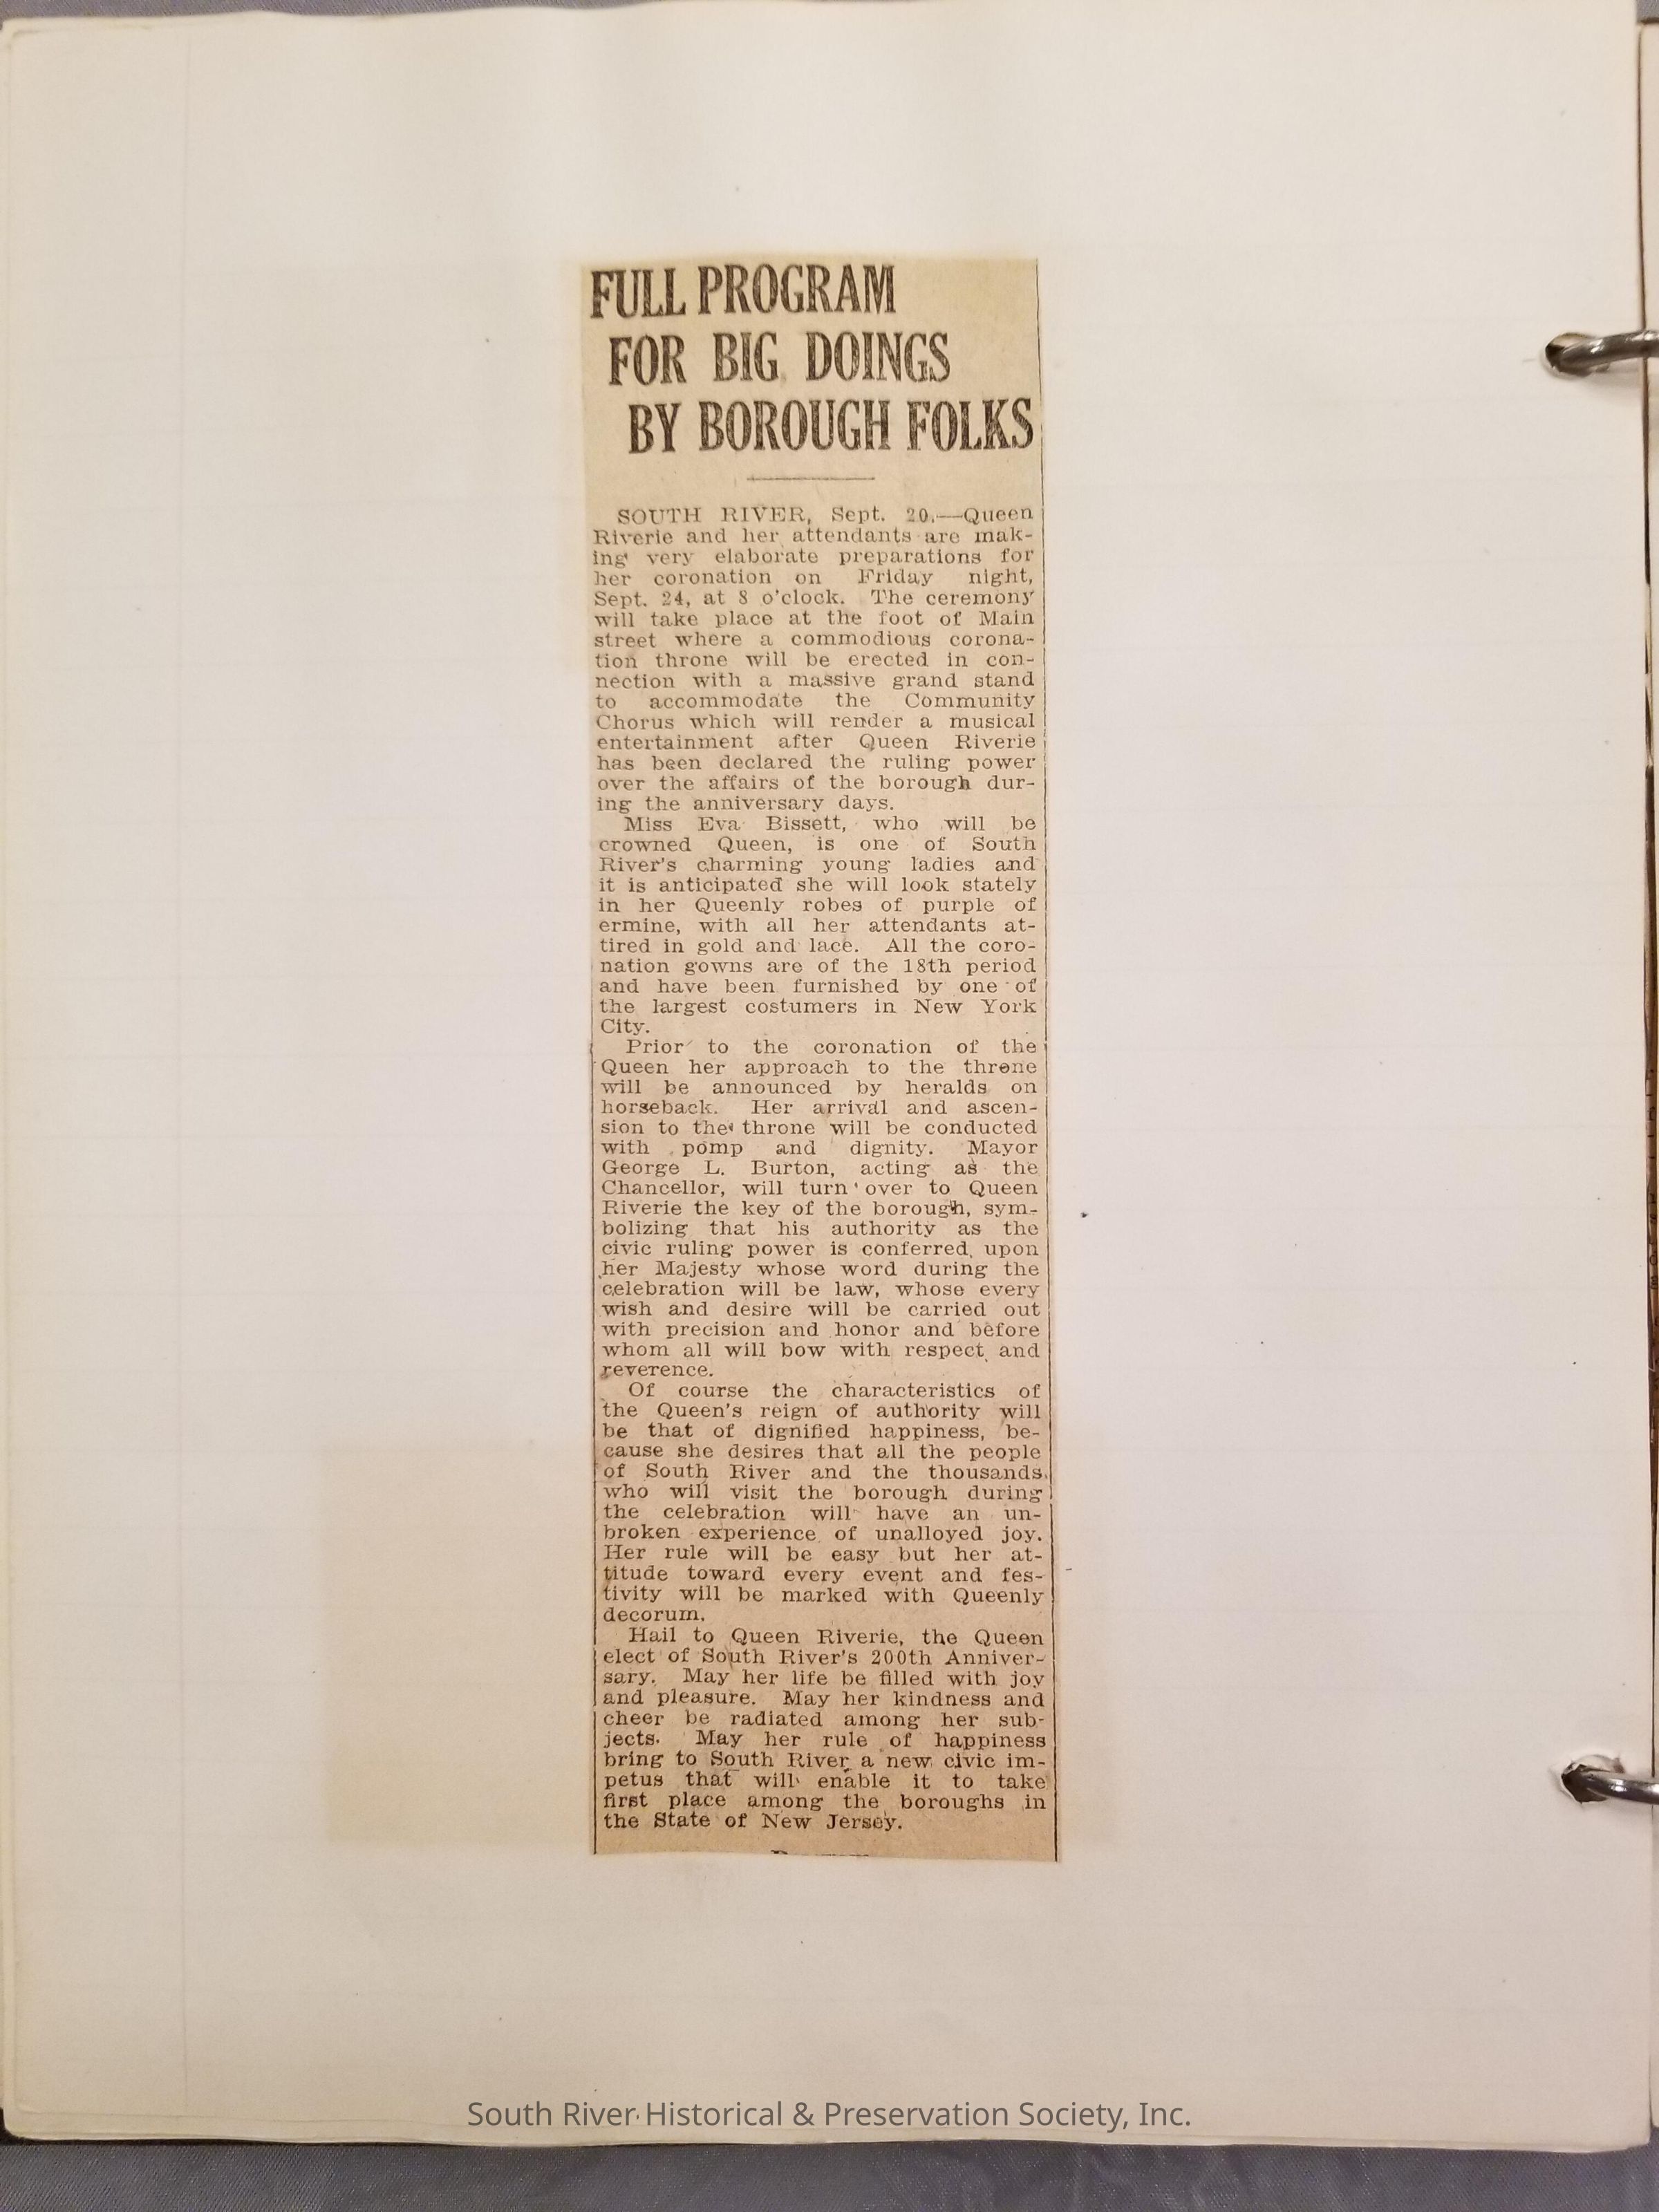 FULL PROGRAM
FOR BIG DOINGS
BY BOROUGH FOLKS
SOUTH RIVER, Sept. 20.—Queen
Riverie and her attendants are mak-
ing very elaborate preparations for
her coronation on Friday night,
Sept. 24, at 8 o'clock. The ceremony
will take place at the foot of Main
street where a commodious corona-
tion throne will be erected in con-
nection with a massive grand stand
to accommodate the Community
Chorus which will render a musical
entertainment after Queen Riverie
has been declared the ruling power
over the affairs of the borough dur-
ing the anniversary days.
Miss Eva Bissett, who will be
crowned Queen, is one of South
River's charming young ladies and
it is anticipated she will look stately
in her Queenly robes of purple of
ermine, with all her attendants at-
tired in gold and lace. All the coro-
nation gowns are of the 18th period
and have been furnished by one of
the largest costumers in New York
City.
Prior to the coronation of the
Queen her approach to the throne
will be announced by heralds on
horseback. Her arrival and ascen-
sion to the throne will be conducted
with pomp and dignity. Mayor
George L. Burton, acting as the
Chancellor, will turn over to Queen
Riverie the key of the borough, sym-
bolizing that his authority as the
civic ruling power is conferred upon
her Majesty whose word during the
celebration will be law, whose every
wish and desire will be carried out
with precision and honor and before
whom all will bow with respect and
reverence.
Of course the characteristics of
the Queen's reign of authority will
be that of dignified happiness, be-
cause she desires that all the people
of South River and the thousands
who will visit the borough during
the celebration will have an un-
broken experience of unalloyed joy.
Her rule will be easy but her at-
titude toward every event and fes-
tivity will be marked with Queenly
decorum.
Hail to Queen Riverie, the Queen
elect of South River's 200th Anniver-
sary. May her life be filled with joy
and pleasure. May her kindness and
cheer be radiated among her sub-
jects. May her rule of happiness
bring to South River a new civic im-
petus that will enable it to take
first place among the boroughs in
the State of New Jersey.
South River Historical & Preservation Society, Inc.